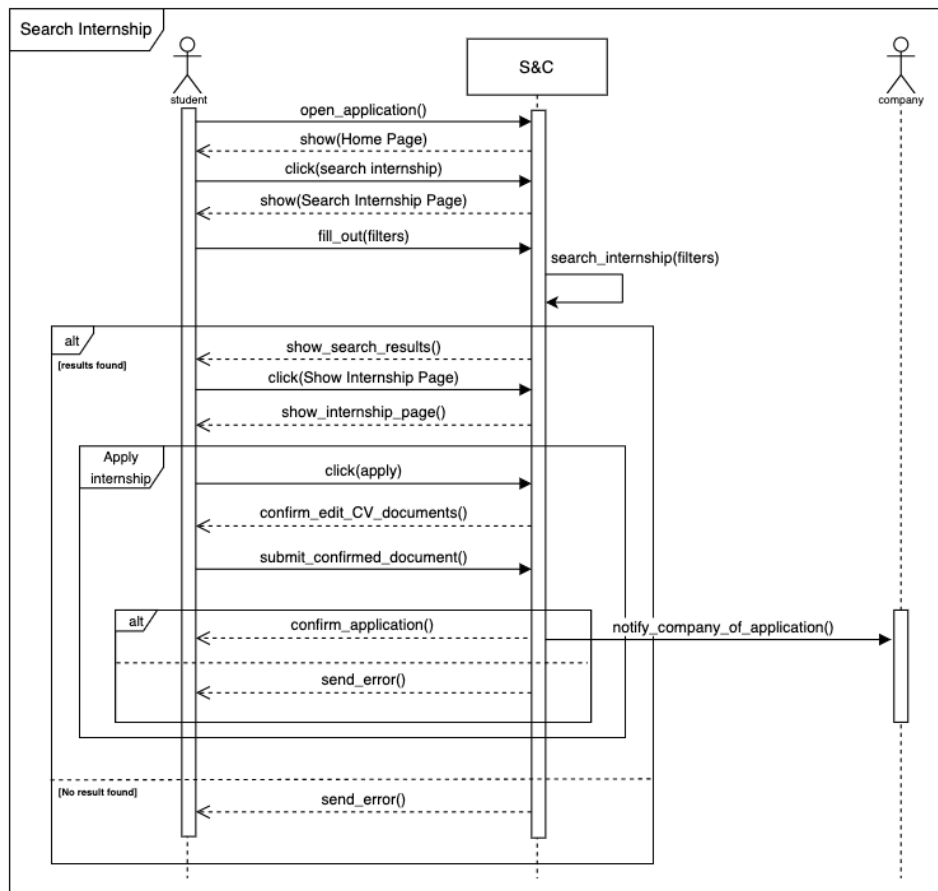 Search Internship
S&C
student
company
open_application()
show(Home Page)
click(search internship)
show(Search Internship Page)
fill_out(filters)
search_internship(filters)
alt
[results found]
show_search_results()
click(Show Internship Page)
show_internship_page()
Apply
internship
click(apply)
confirm_edit_CV_documents()
submit_confirmed_document()
alt
confirm_application()
notify_company_of_application()
send_error()
[No result found]
send_error()